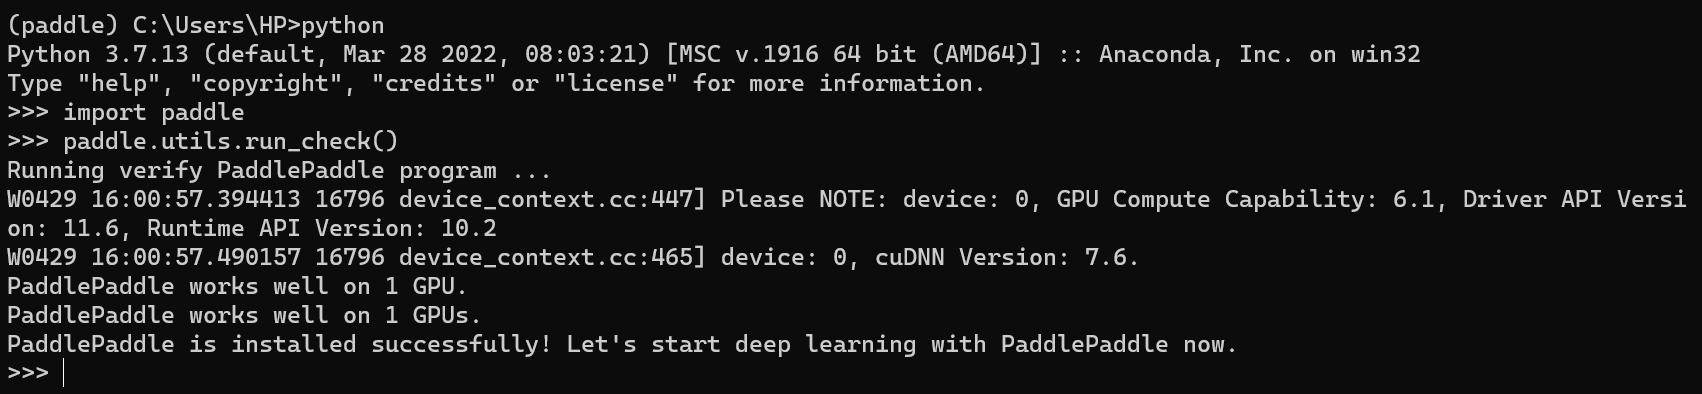 (paddle) C:\Users\HP>python
Python 3.7.13 (default, Mar 28 2022, 08:03:21) [MSC v.1916 64 bit (AMD64)] :: Anaconda, Inc. on win32
Type "help", "copyright", "credits" or "license" for more information.
>>> import paddle
>>> paddle.utils.run_check()
Running verify PaddlePaddle program ...
W0429 16:00:57.394413 16796 device_context.cc:447] Please NOTE: device: 0, GPU Compute Capability: 6.1, Driver API Versi
on: 11.6, Runtime API Version: 10.2
W0429 16:00:57.490157 16796 device_context.cc:465] device: 0, cuDNN Version: 7.6.
PaddlePaddle works well on 1 GPU.
PaddlePaddle works well on 1 GPUs.
PaddlePaddle is installed successfully! Let's start deep learning with PaddlePaddle now.
>>>